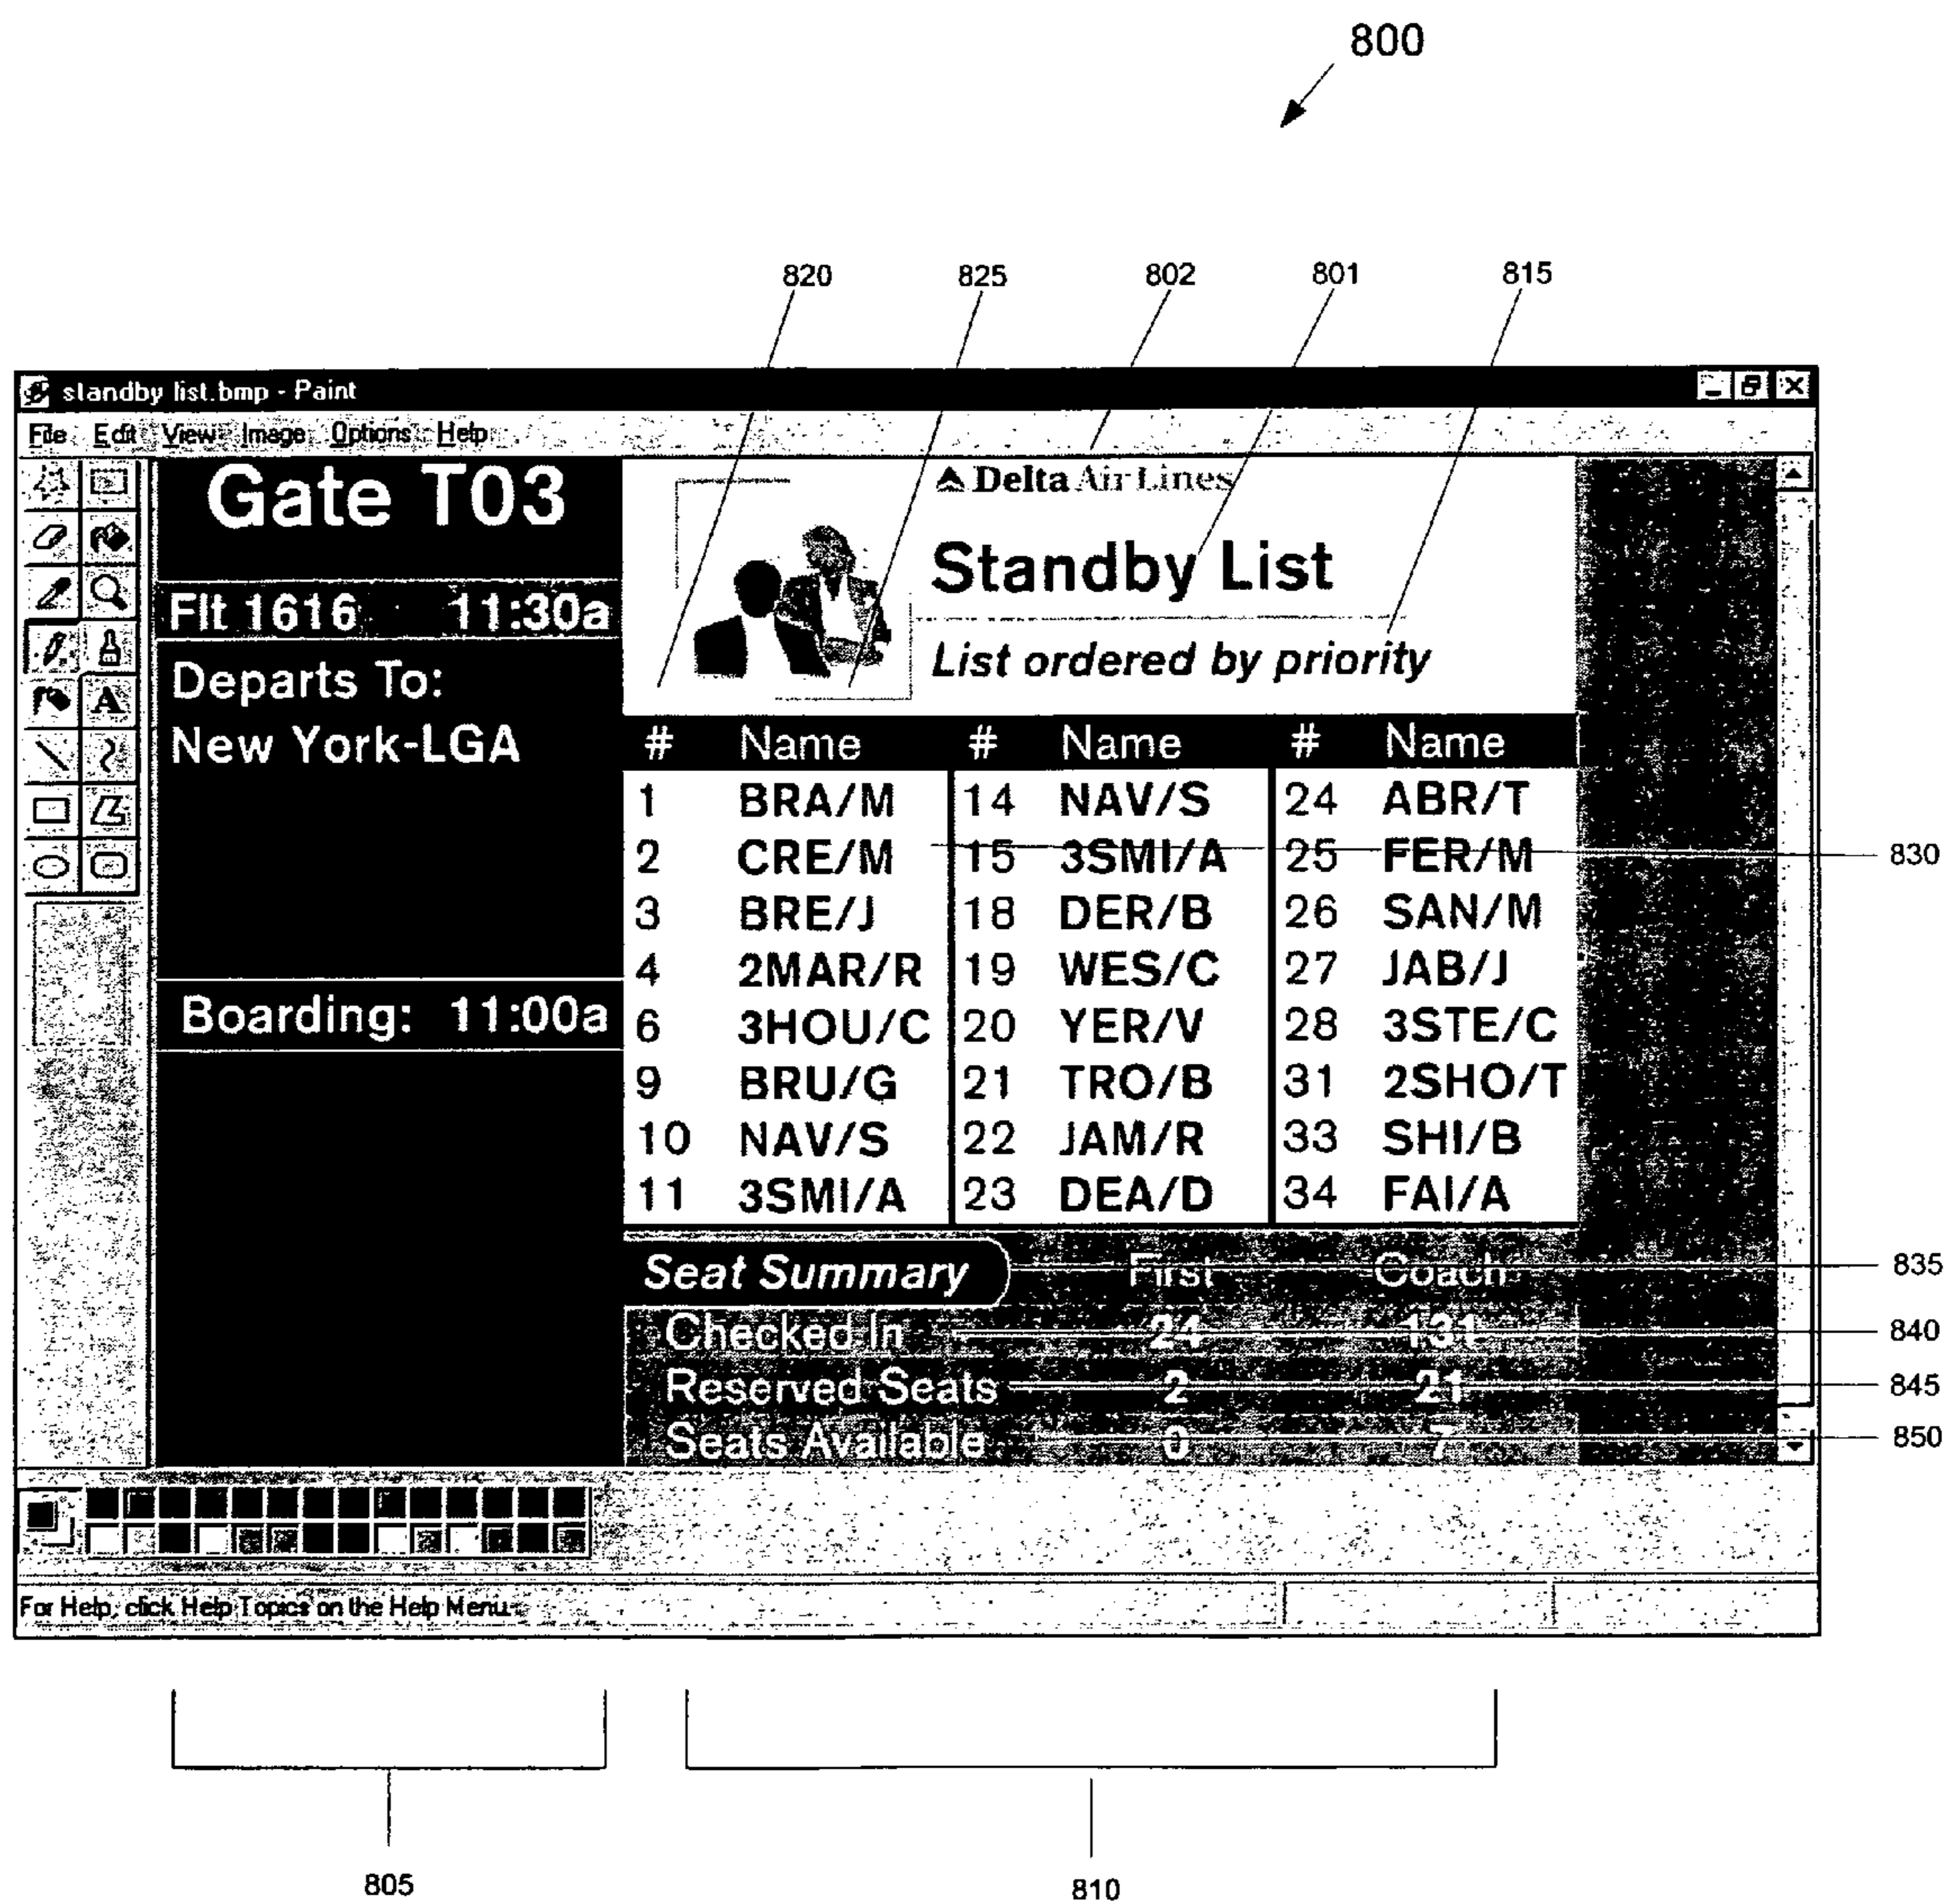 800
820 825 802 801 815
standby list.bmp - Paint
File Edit View Image Options Help
Gate T03
Flt 1616 11:30a
Departs To:
New York-LGA
Boarding: 11:00a
Delta Air Lines
Standby List
List ordered by priority
# Name # Name # Name
1 BRA/M 14 NAV/S 24 ABR/T
2 CRE/M 15 3SMI/A 25 FER/M
830
3 BRE/J 18 DER/B 26 SAN/M
4 2MAR/R 19 WES/C 27 JAB/J
6 3HOU/C 20 YER/V 28 3STE/C
9 BRU/G 21 TRO/B 31 2SHO/T
10 NAV/S 22 JAM/R 33 SHI/B
11 3SMI/A 23 DEA/D 34 FAI/A
Seat Summary First Coach
835
Checked In 24 131
840
Reserved Seats 2 21
845
Seats Available 0 7
850
A
For Help, click Help Topics on the Help Menu.
805 810